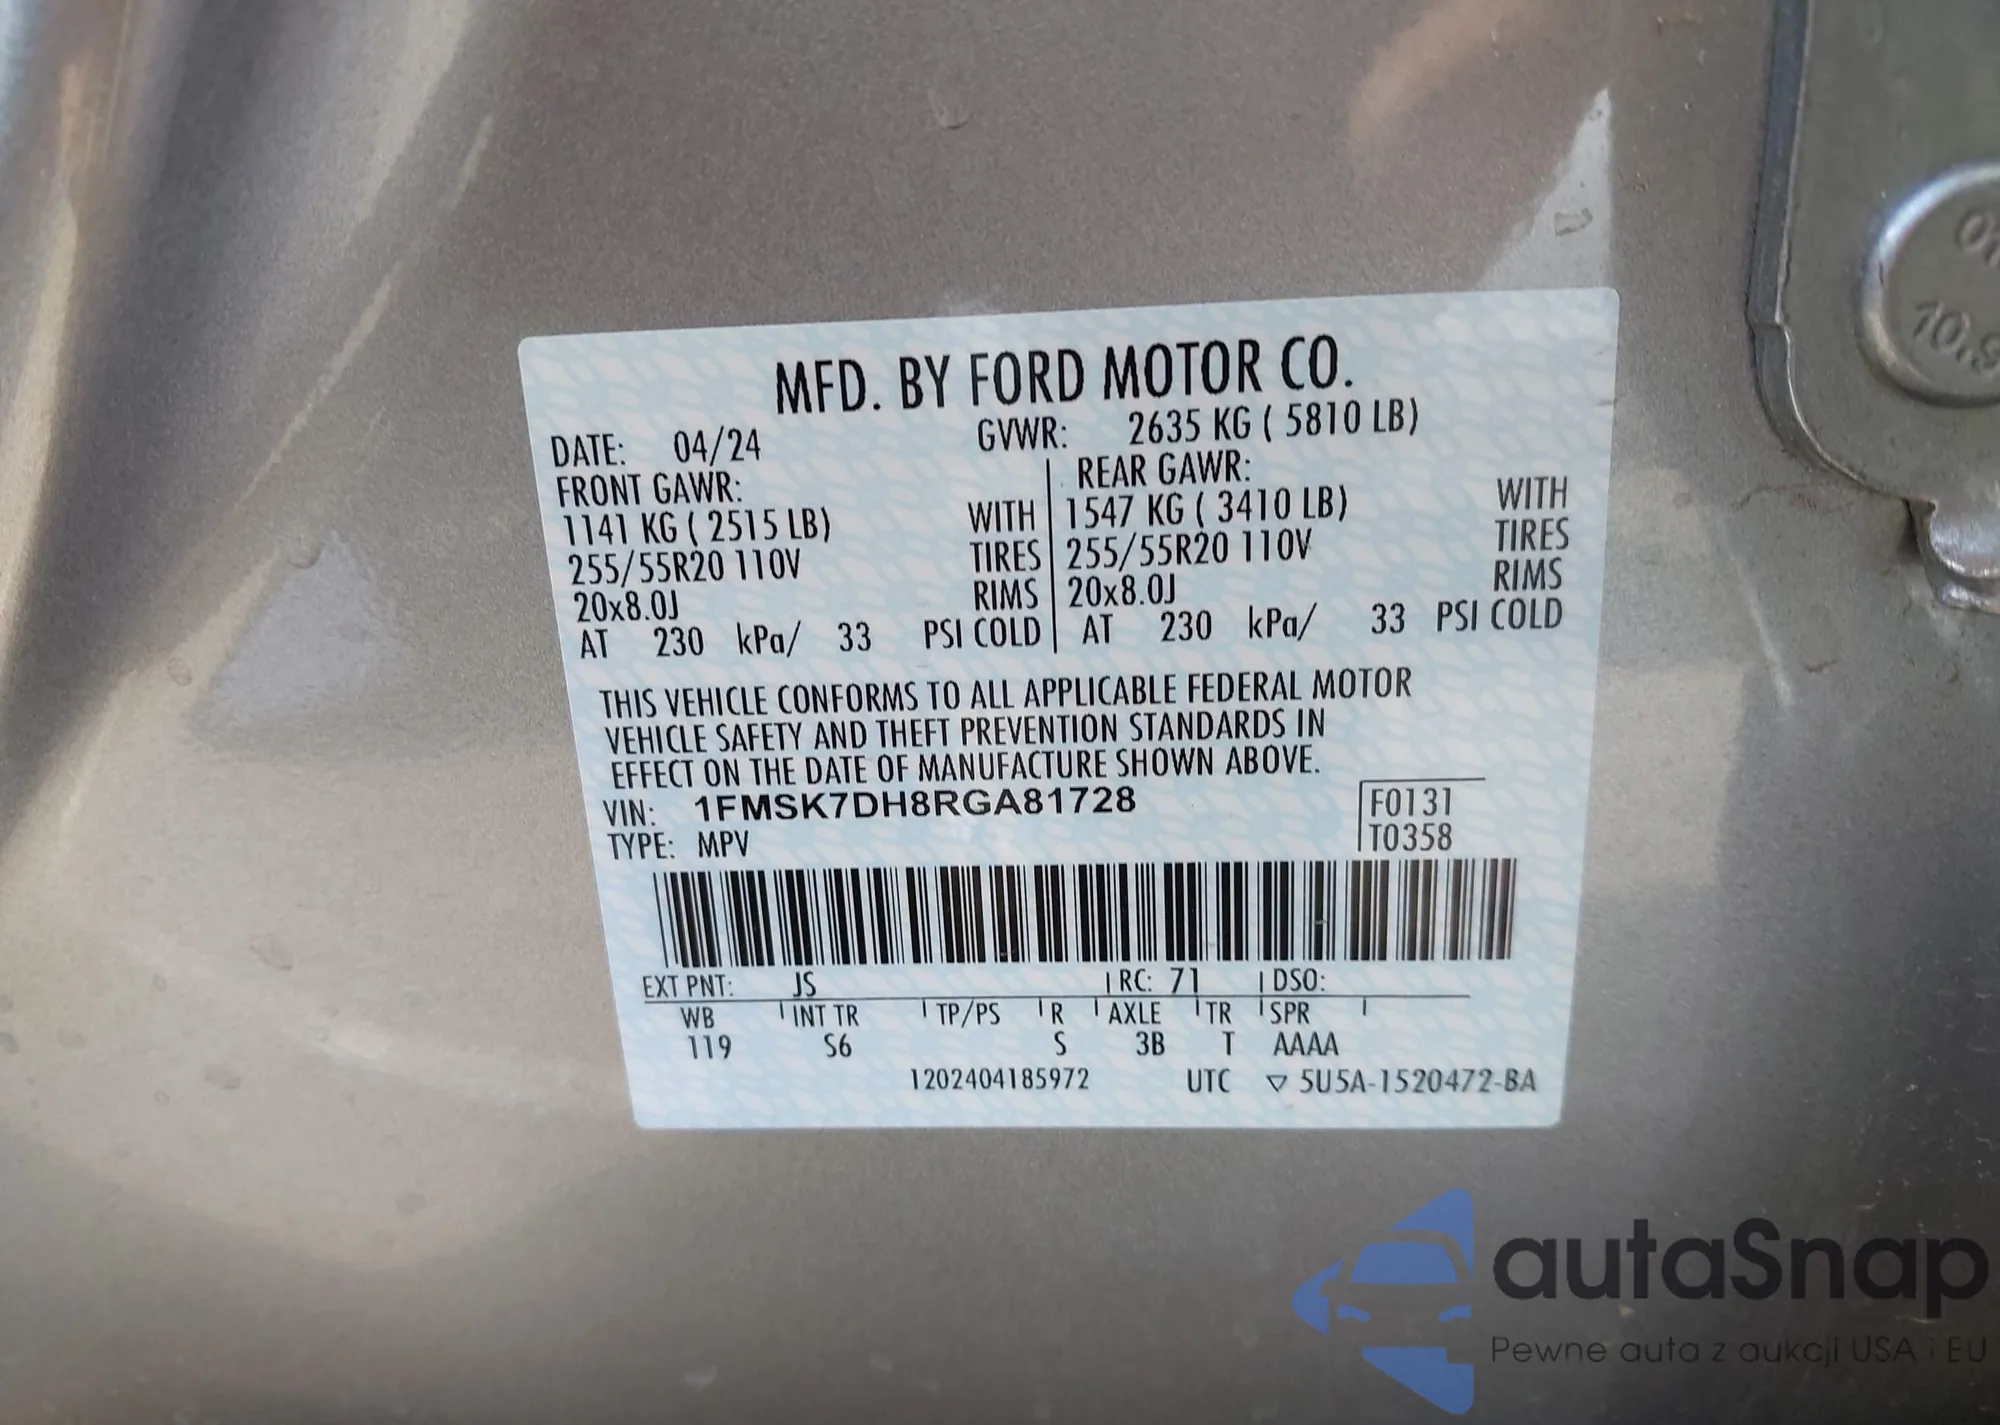 MFD. BY FORD MOTOR CO.
DATE: 04/24 GVWR: 2635 KG ( 5810 LB)
FRONT GAWR: REAR GAWR:
1141 KG ( 2515 LB) WITH 1547 KG ( 3410 LB) WITH
255/55R20 110V TIRES 255/55R20 110V TIRES
20x8.0J RIMS 20x8.0J RIMS
AT 230 kPa/ 33 PSI COLD AT 230 kPa/ 33 PSI COLD
THIS VEHICLE CONFORMS TO ALL APPLICABLE FEDERAL MOTOR
VEHICLE SAFETY AND THEFT PREVENTION STANDARDS IN
EFFECT ON THE DATE OF MANUFACTURE SHOWN ABOVE.
VIN: 1FMSK7DH8RGA81728 F0131
TYPE: MPV T0358
EXT PNT: JS RC: 71 DSO:
WB INT TR TP/PS R AXLE TR SPR
119 S6 S 3B T AAAA
1202404185972 UTC ▽ 5U5A-1520472-BA
10.9
autaSnap
Pewne auta z aukcji USA i EU